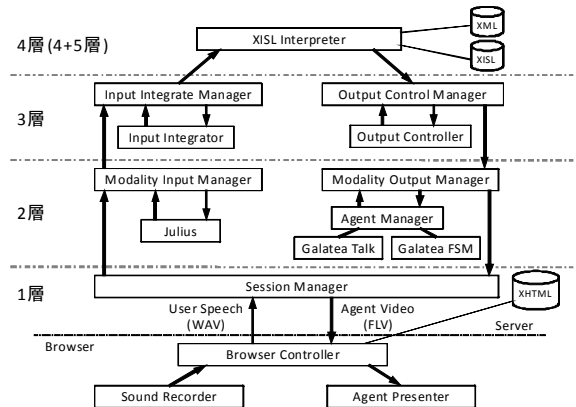 XML
4層(4+5層)
XISL Interpreter
XISL
Input Integrate Manager
Output Control Manager
3層
Input Integrator
Output Controller
Modality Input Manager
Modality Output Manager
2層
Julius
Agent Manager
Galatea Talk
Galatea FSM
1層
Session Manager
XHTML
User Speech
(WAV)
Agent Video
(FLV)
Server
Browser
Browser Controller
Sound Recorder
Agent Presenter